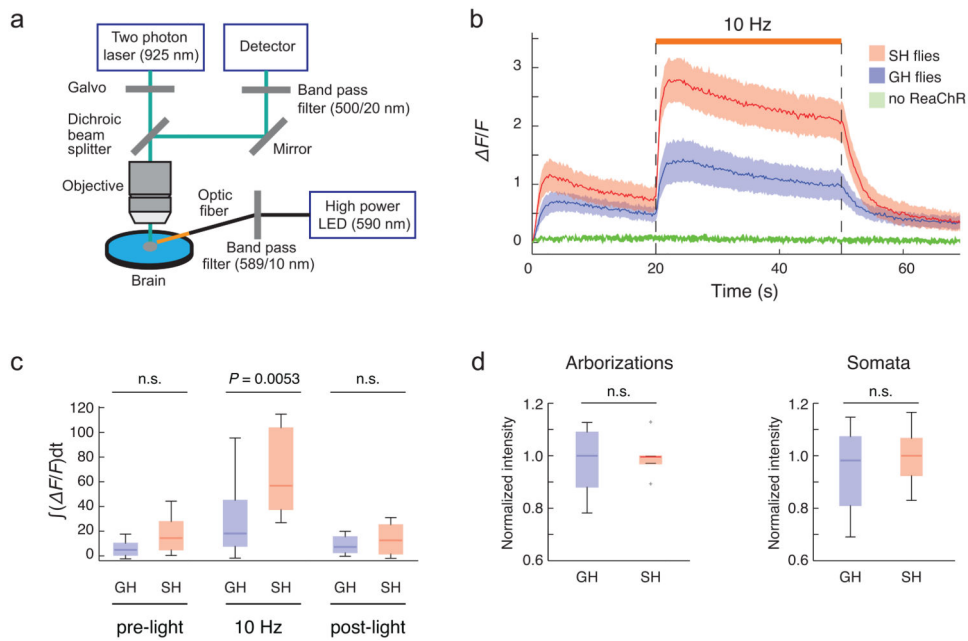 a
Two photon
laser (925 nm)
Detector
Galvo
Band pass
filter (500/20 nm)
Dichroic
beam
splitter
Mirror
Objective
Optic
fiber
High power
LED (590 nm)
Band pass
filter (589/10 nm)
Brain
b
10 Hz
SH flies
GH flies
no ReaChR
ΔF/F
3
2
1
0
0
20
40
60
Time (s)
c
n.s.
P = 0.0053
n.s.
∫(ΔF/F)dt
120
100
80
60
40
20
0
GH
SH
GH
SH
GH
SH
pre-light
10 Hz
post-light
d
Arborizations
n.s.
Normalized intensity
1.2
1.0
0.8
0.6
GH
SH
Somata
n.s.
Normalized intensity
1.2
1.0
0.8
0.6
GH
SH